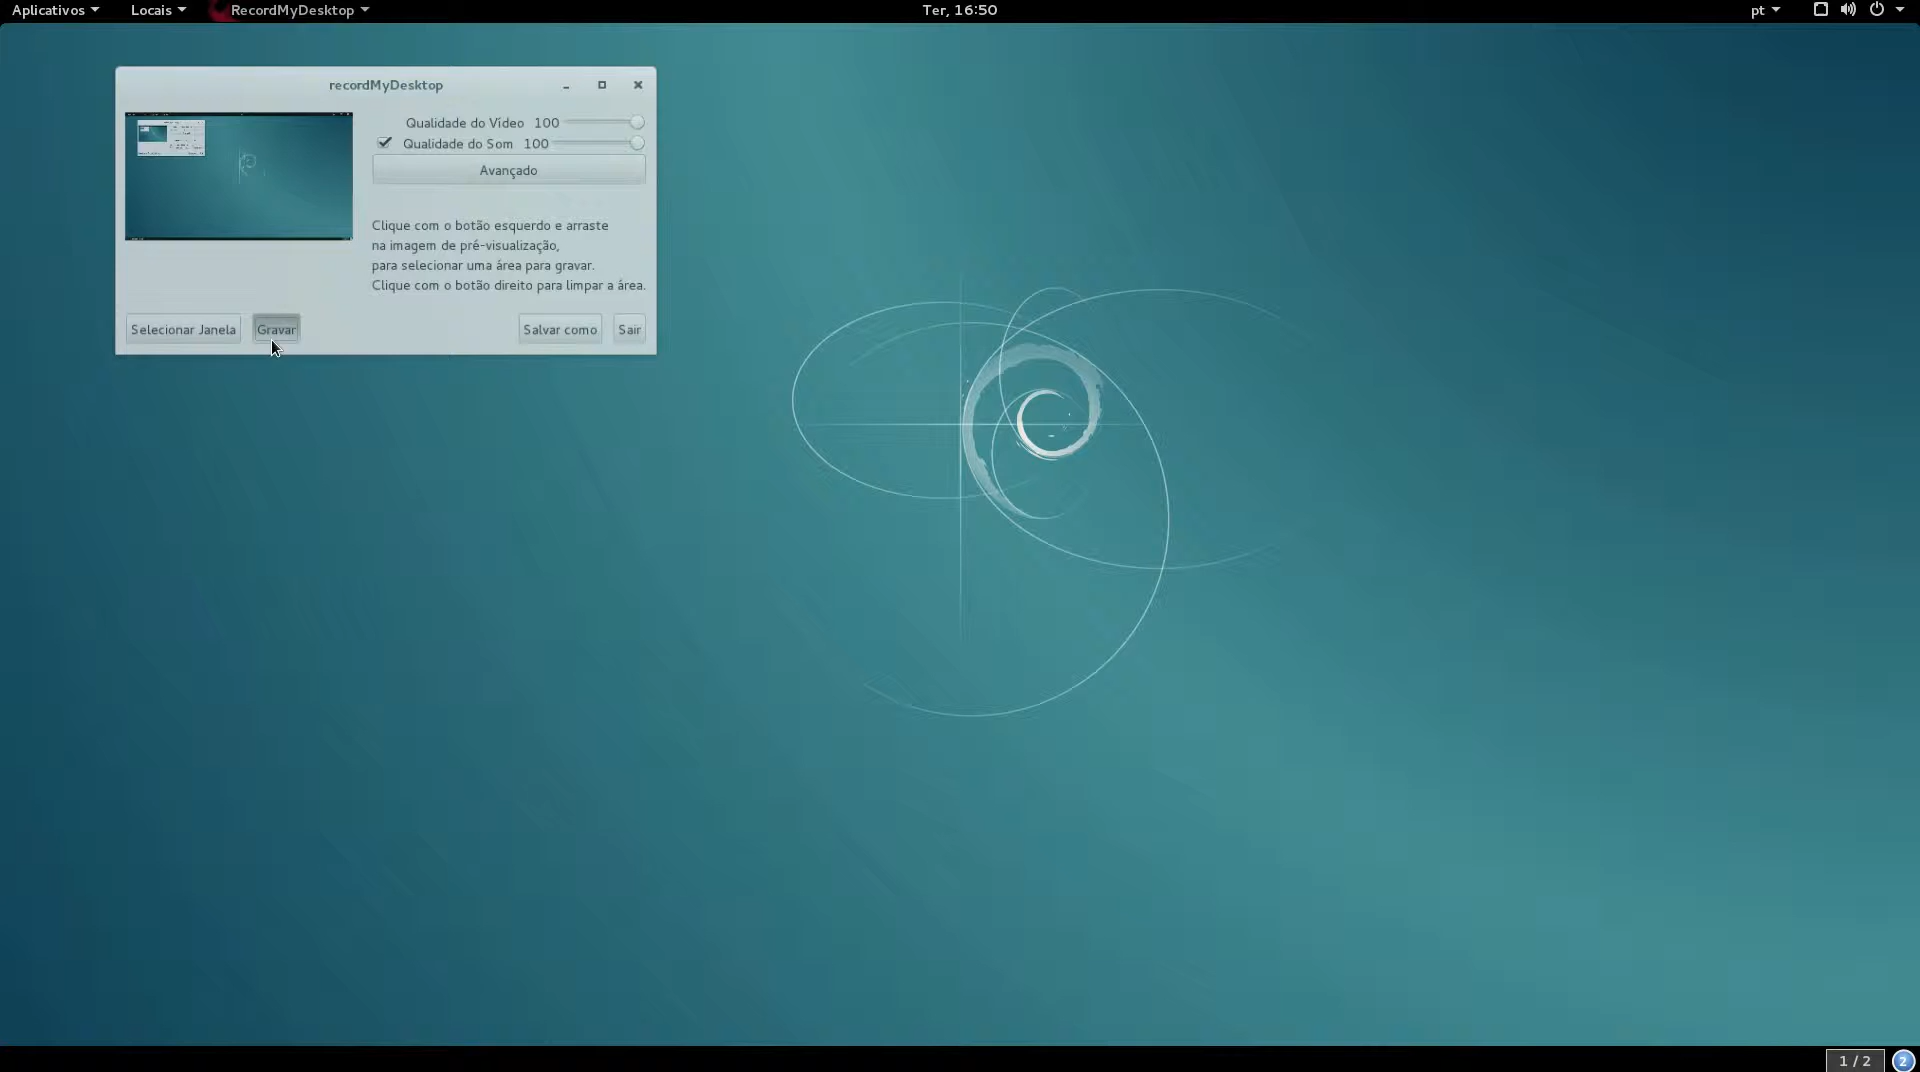 Aplicativos
Locais
RecordMyDesktop
Ter, 16:50
pt
recordMyDesktop
Qualidade do Vídeo 100
Qualidade do Som 100
Avançado
Clique com o botão esquerdo e arraste
na imagem de pré-visualização,
para selecionar uma área para gravar.
Clique com o botão direito para limpar a área.
Selecionar Janela
Gravar
Salvar como
Sair
1 / 2
2